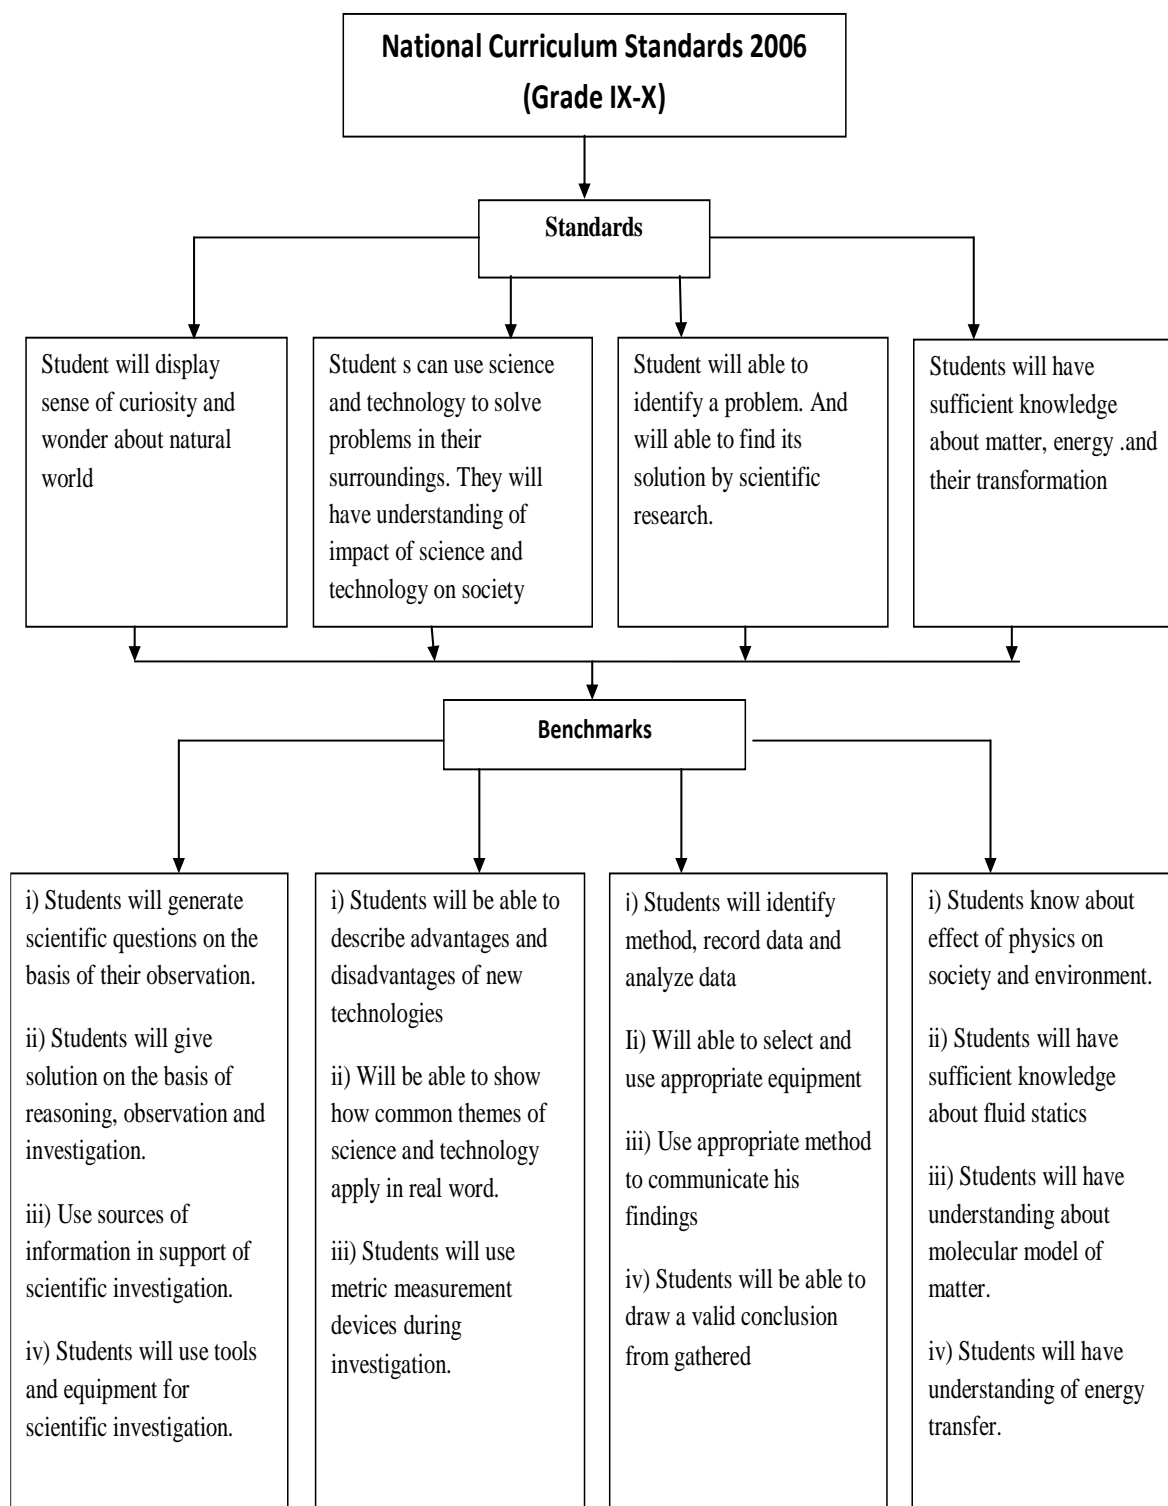 National Curriculum Standards 2006
(Grade IX-X)
Standards
Student will display
sense of curiosity and
wonder about natural
world
Student s can use science
and technology to solve
problems in their
surroundings. They will
have understanding of
impact of science and
technology on society
Student will able to
identify a problem. And
will able to find its
solution by scientific
research.
Students will have
sufficient knowledge
about matter, energy .and
their transformation
Benchmarks
i) Students will generate
scientific questions on the
basis of their observation.
ii) Students will give
solution on the basis of
reasoning, observation and
investigation.
iii) Use sources of
information in support of
scientific investigation.
iv) Students will use tools
and equipment for
scientific investigation.
i) Students will be able to
describe advantages and
disadvantages of new
technologies
ii) Will be able to show
how common themes of
science and technology
apply in real word.
iii) Students will use
metric measurement
devices during
investigation.
i) Students will identify
method, record data and
analyze data
Ii) Will able to select and
use appropriate equipment
iii) Use appropriate method
to communicate his
findings
iv) Students will be able to
draw a valid conclusion
from gathered
i) Students know about
effect of physics on
society and environment.
ii) Students will have
sufficient knowledge
about fluid statics
iii) Students will have
understanding about
molecular model of
matter.
iv) Students will have
understanding of energy
transfer.